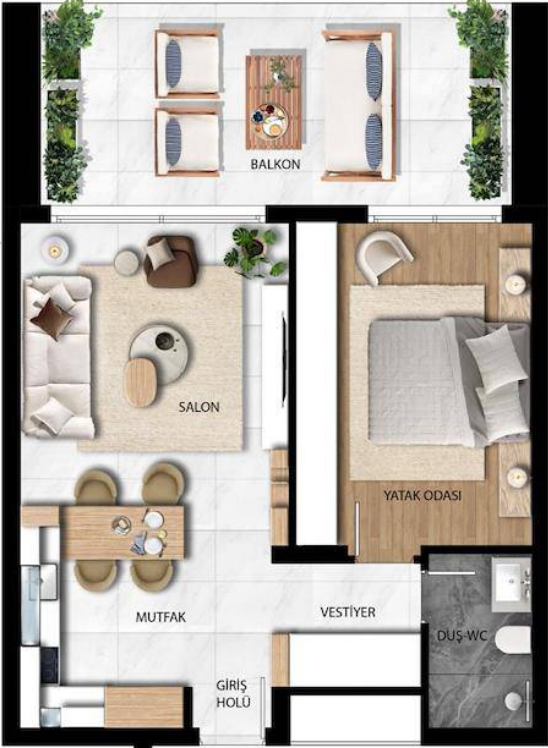 BALKON
SALON
YATAK ODASI
MUTFAK
VESTİYER
DUŞ-WC
GİRİŞ
HOLÜ